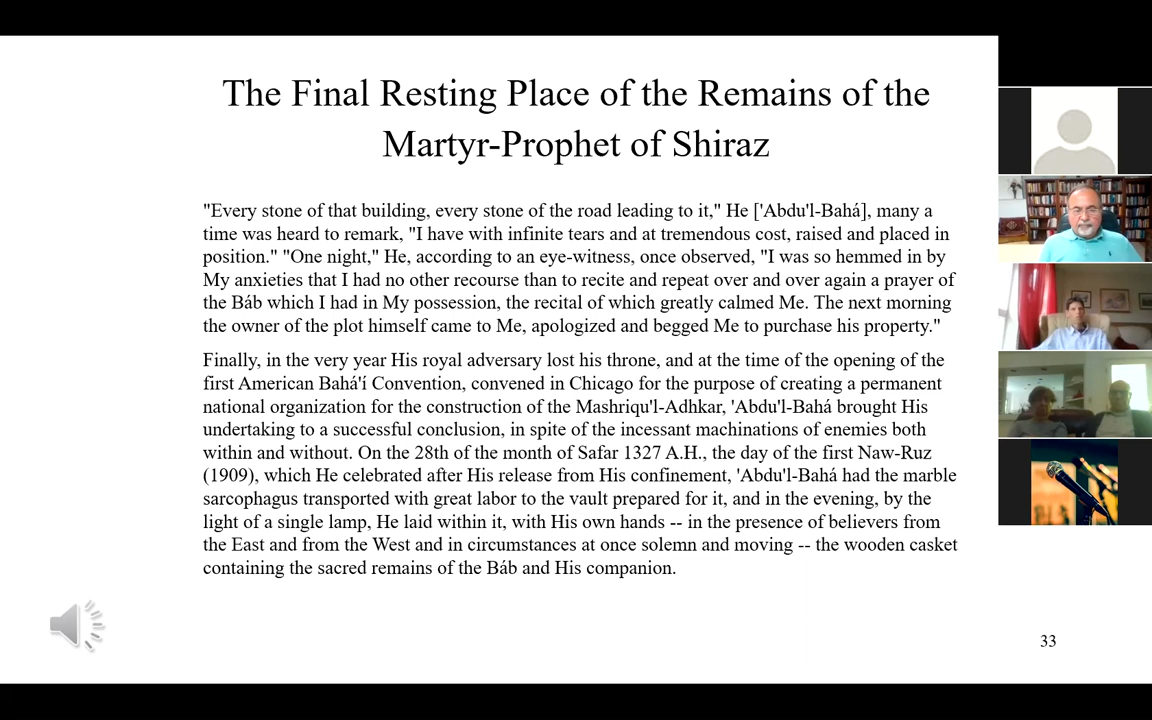 The Final Resting Place of the Remains of the
Martyr-Prophet of Shiraz
"Every stone of that building, every stone of the road leading to it," He ['Abdu'l-Bahá], many a
time was heard to remark, "I have with infinite tears and at tremendous cost, raised and placed in
position." "One night," He, according to an eye-witness, once observed, "I was so hemmed in by
My anxieties that I had no other recourse than to recite and repeat over and over again a prayer of
the Báb which I had in My possession, the recital of which greatly calmed Me. The next morning
the owner of the plot himself came to Me, apologized and begged Me to purchase his property."
Finally, in the very year His royal adversary lost his throne, and at the time of the opening of the
first American Bahá'í Convention, convened in Chicago for the purpose of creating a permanent
national organization for the construction of the Mashriqu'l-Adhkar, 'Abdu'l-Bahá brought His
undertaking to a successful conclusion, in spite of the incessant machinations of enemies both
within and without. On the 28th of the month of Safar 1327 A.H., the day of the first Naw-Ruz
(1909), which He celebrated after His release from His confinement, 'Abdu'l-Bahá had the marble
sarcophagus transported with great labor to the vault prepared for it, and in the evening, by the
light of a single lamp, He laid within it, with His own hands -- in the presence of believers from
the East and from the West and in circumstances at once solemn and moving -- the wooden casket
containing the sacred remains of the Báb and His companion.
33